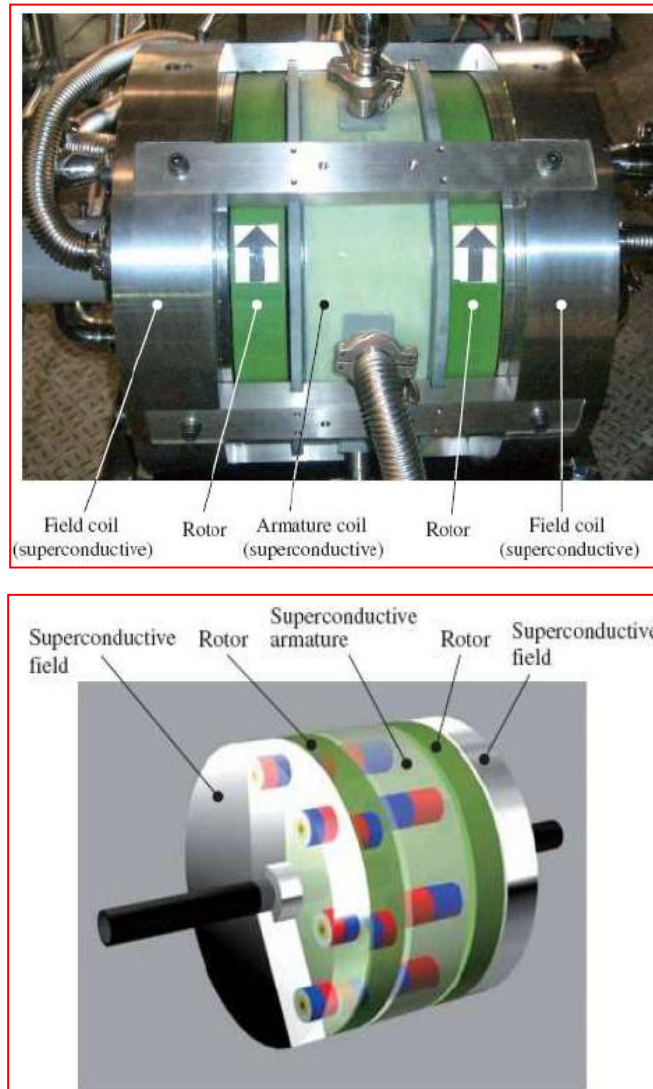 Field coil
(superconductive)
Rotor
Armature coil
(superconductive)
Rotor
Field coil
(superconductive)
Superconductive
field
Rotor
Superconductive
armature
Rotor
Superconductive
field